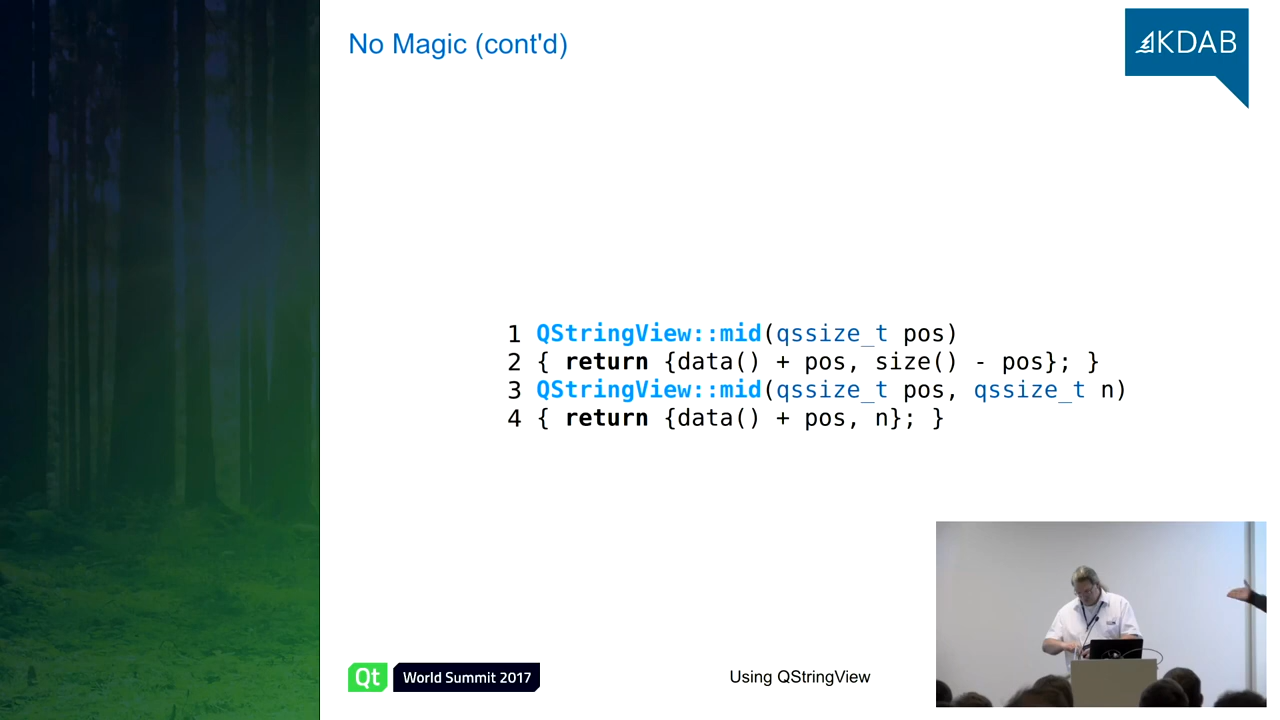 No Magic (cont'd)
KDAB
1 QStringView::mid(qssize_t pos)
2 { return {data() + pos, size() - pos}; }
3 QStringView::mid(qssize_t pos, qssize_t n)
4 { return {data() + pos, n}; }
Qt World Summit 2017
Using QStringView